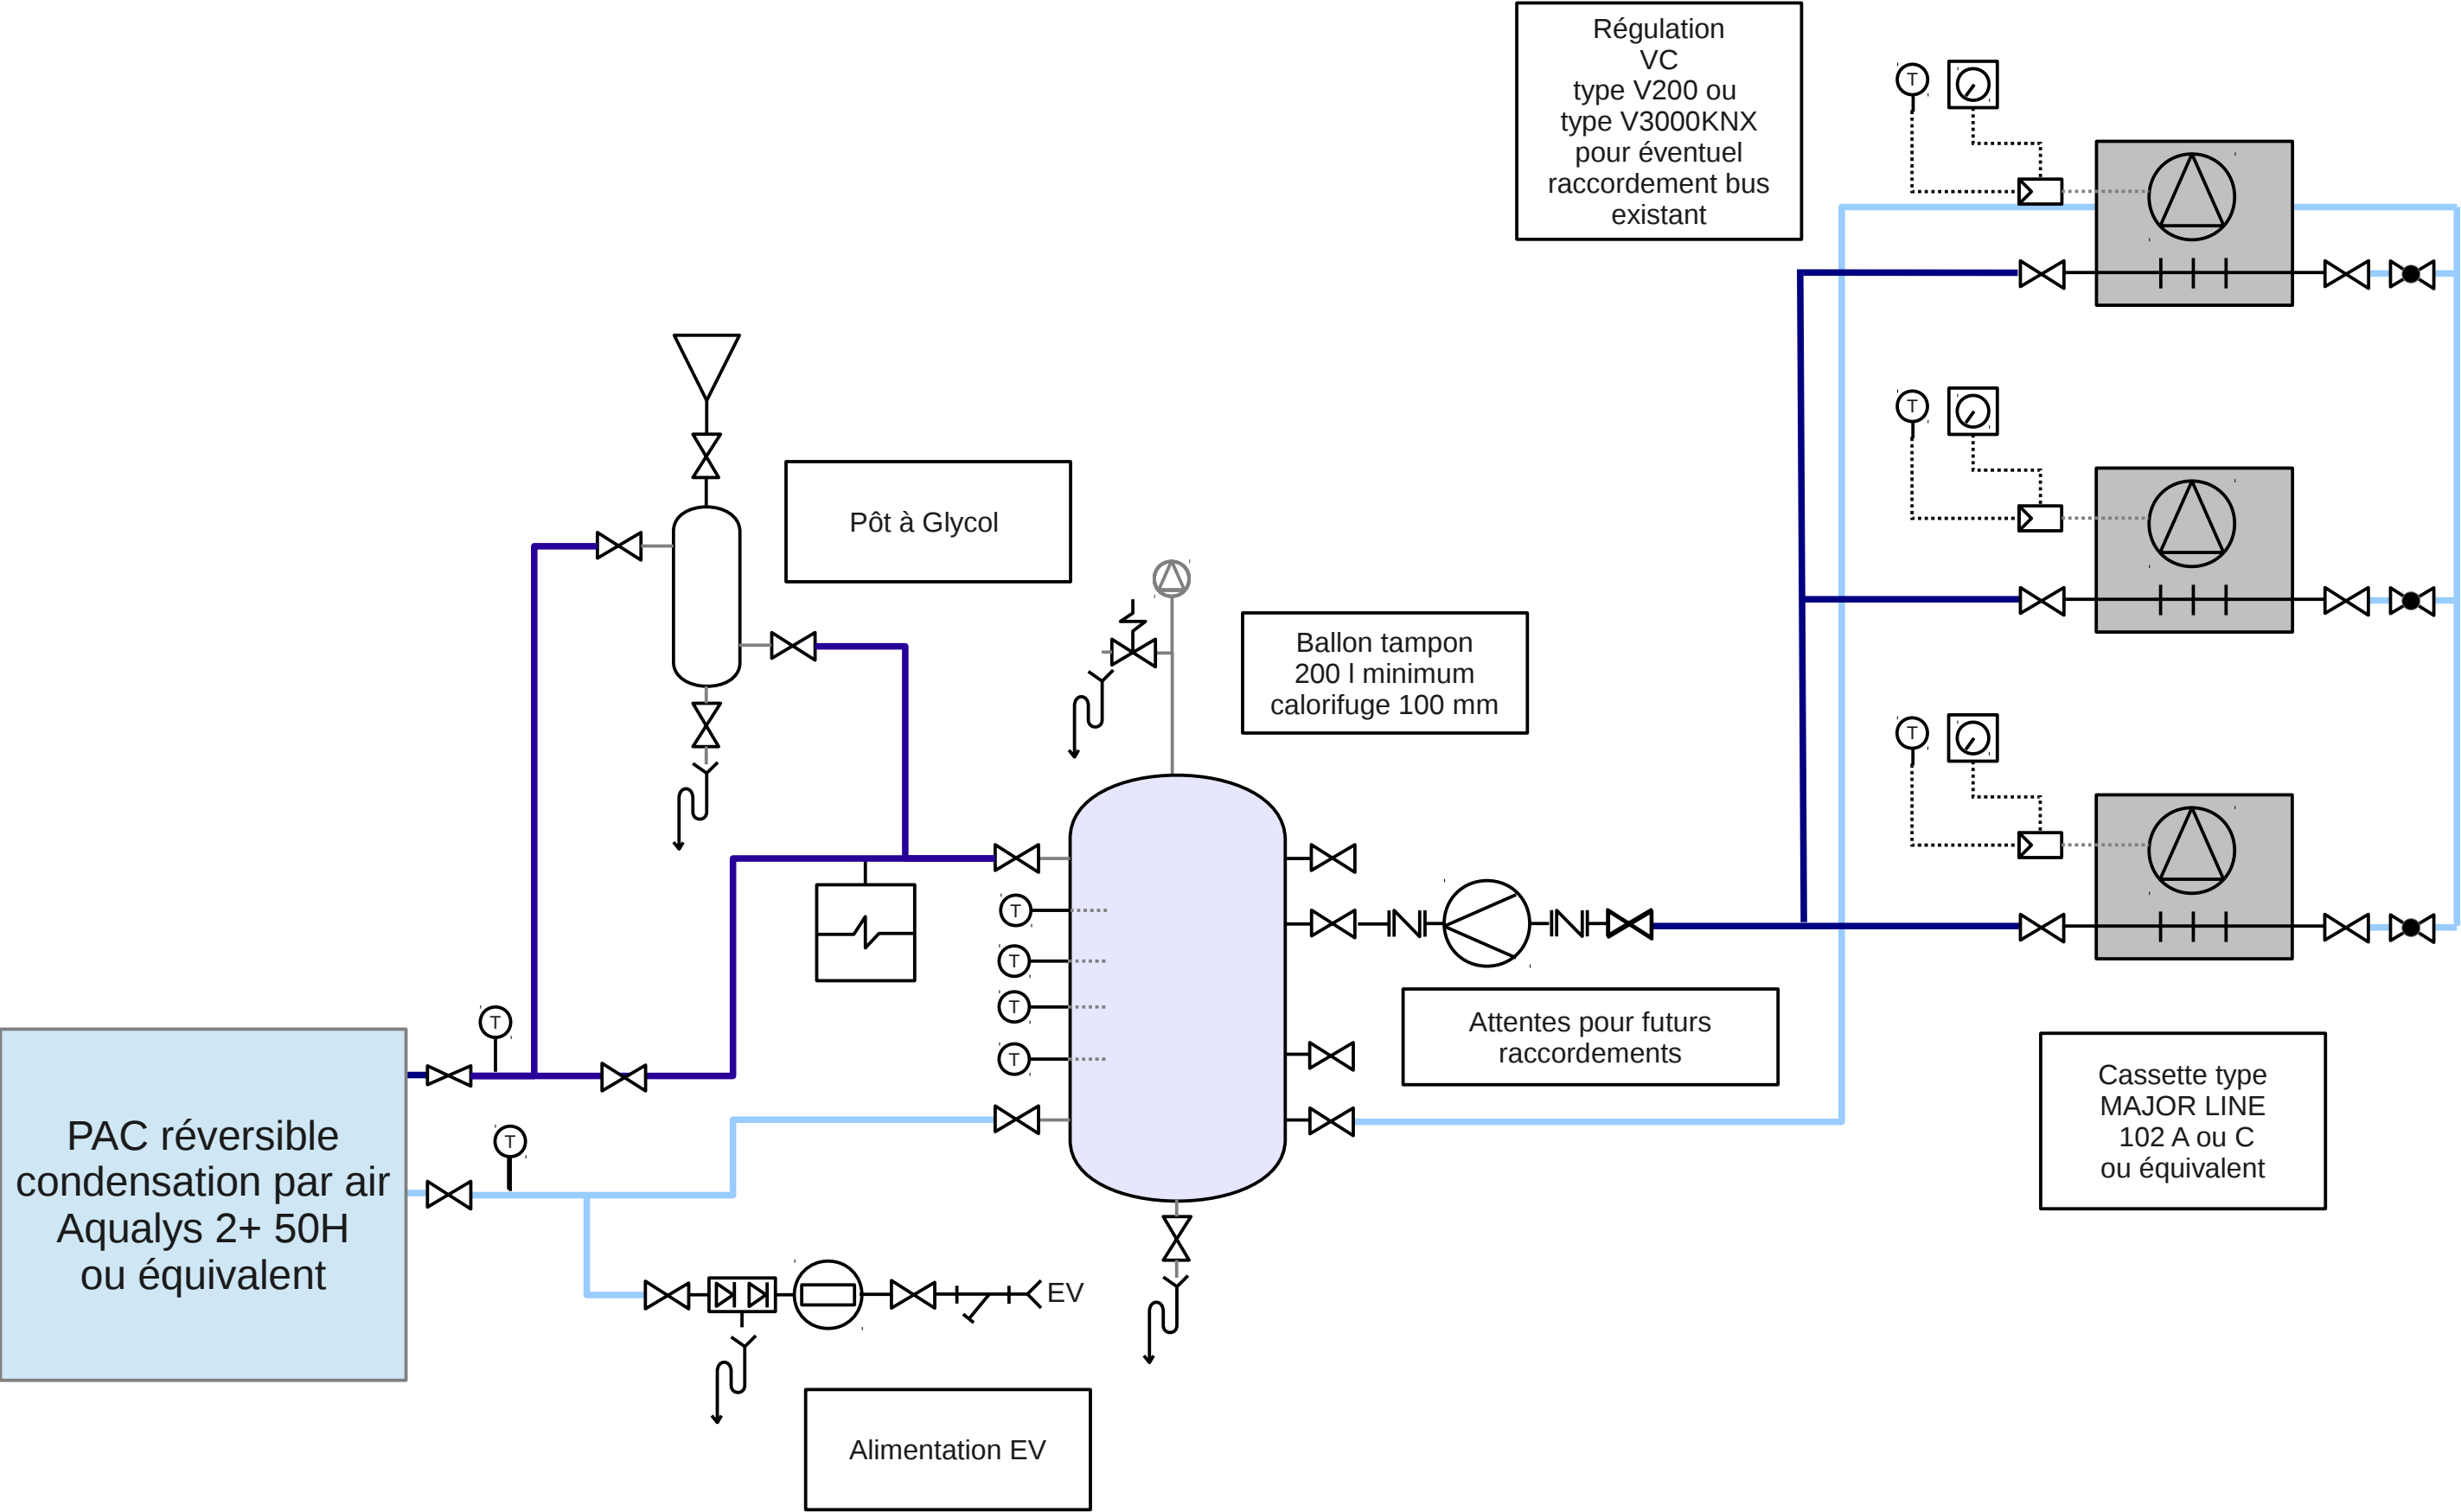 Régulation
VC
type V200 ou
type V3000KNX
pour éventuel
raccordement bus
existant
T
T
T
Pôt à Glycol
Ballon tampon
200 l minimum
calorifuge 100 mm
T
T
T
T
T
T
Attentes pour futurs
raccordements
Cassette type
MAJOR LINE
102 A ou C
ou équivalent
PAC réversible
condensation par air
Aqualys 2+ 50H
ou équivalent
EV
Alimentation EV